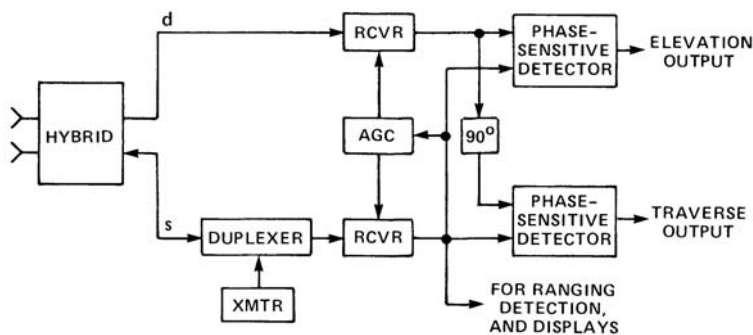 d
RCVR
PHASE-
SENSITIVE
DETECTOR
ELEVATION
OUTPUT
HYBRID
AGC
90º
s
DUPLEXER
RCVR
PHASE-
SENSITIVE
DETECTOR
TRAVERSE
OUTPUT
XMTR
FOR RANGING
DETECTION,
AND DISPLAYS